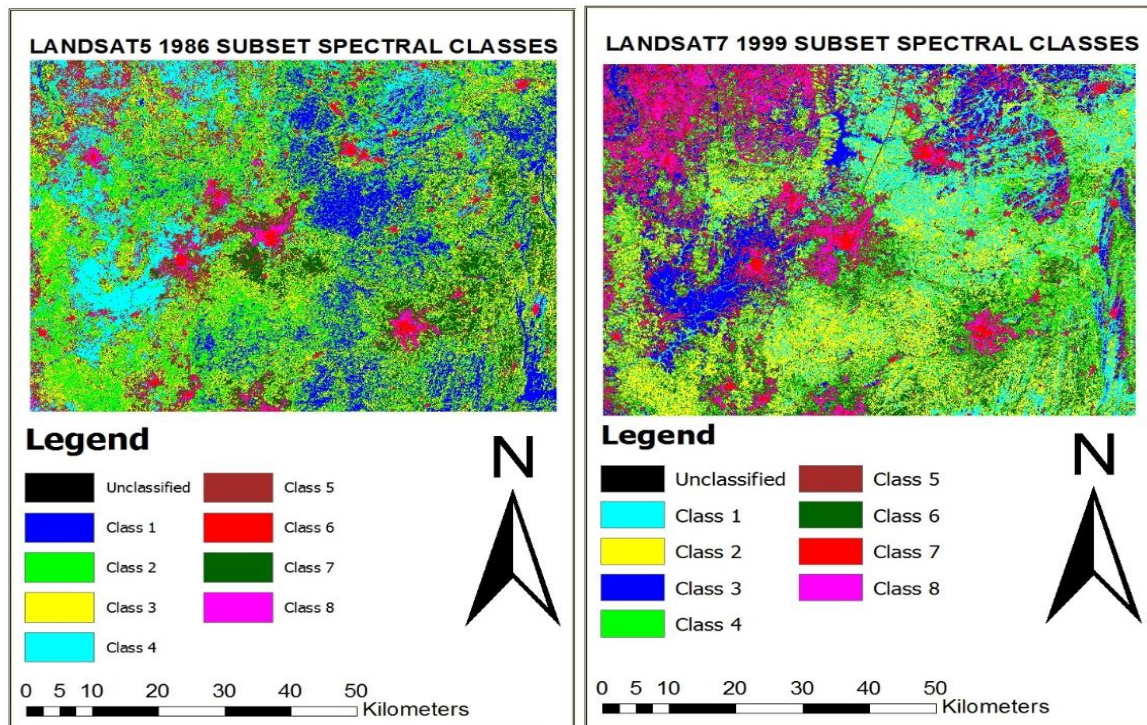 LANDSAT5 1986 SUBSET SPECTRAL CLASSES
Legend
N
Unclassified
Class 1
Class 2
Class 3
Class 4
Class 5
Class 6
Class 7
Class 8
0 5 10 20 30 40 50
Kilometers
LANDSAT7 1999 SUBSET SPECTRAL CLASSES
Legend
N
Unclassified
Class 1
Class 2
Class 3
Class 4
Class 5
Class 6
Class 7
Class 8
0 5 10 20 30 40 50
Kilometers